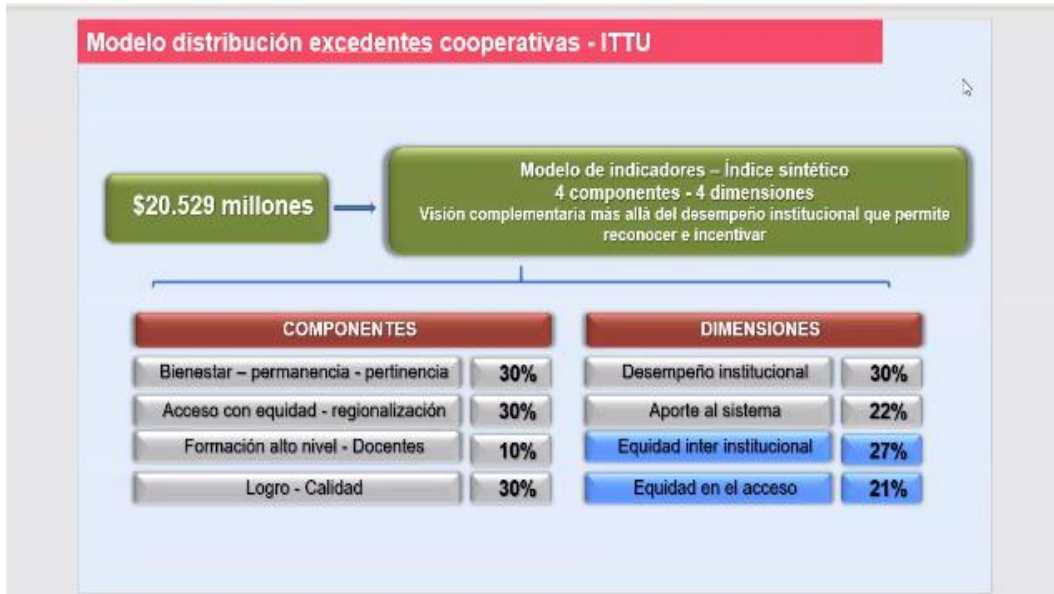 Modelo distribución excedentes cooperativas - ITTU
$20.529 millones
Modelo de indicadores – Índice sintético
4 componentes - 4 dimensiones
Visión complementaria más allá del desempeño institucional que permite
reconocer e incentivar
COMPONENTES
Bienestar – permanencia - pertinencia 30%
Acceso con equidad - regionalización 30%
Formación alto nivel - Docentes 10%
Logro - Calidad 30%
DIMENSIONES
Desempeño institucional 30%
Aporte al sistema 22%
Equidad inter institucional 27%
Equidad en el acceso 21%